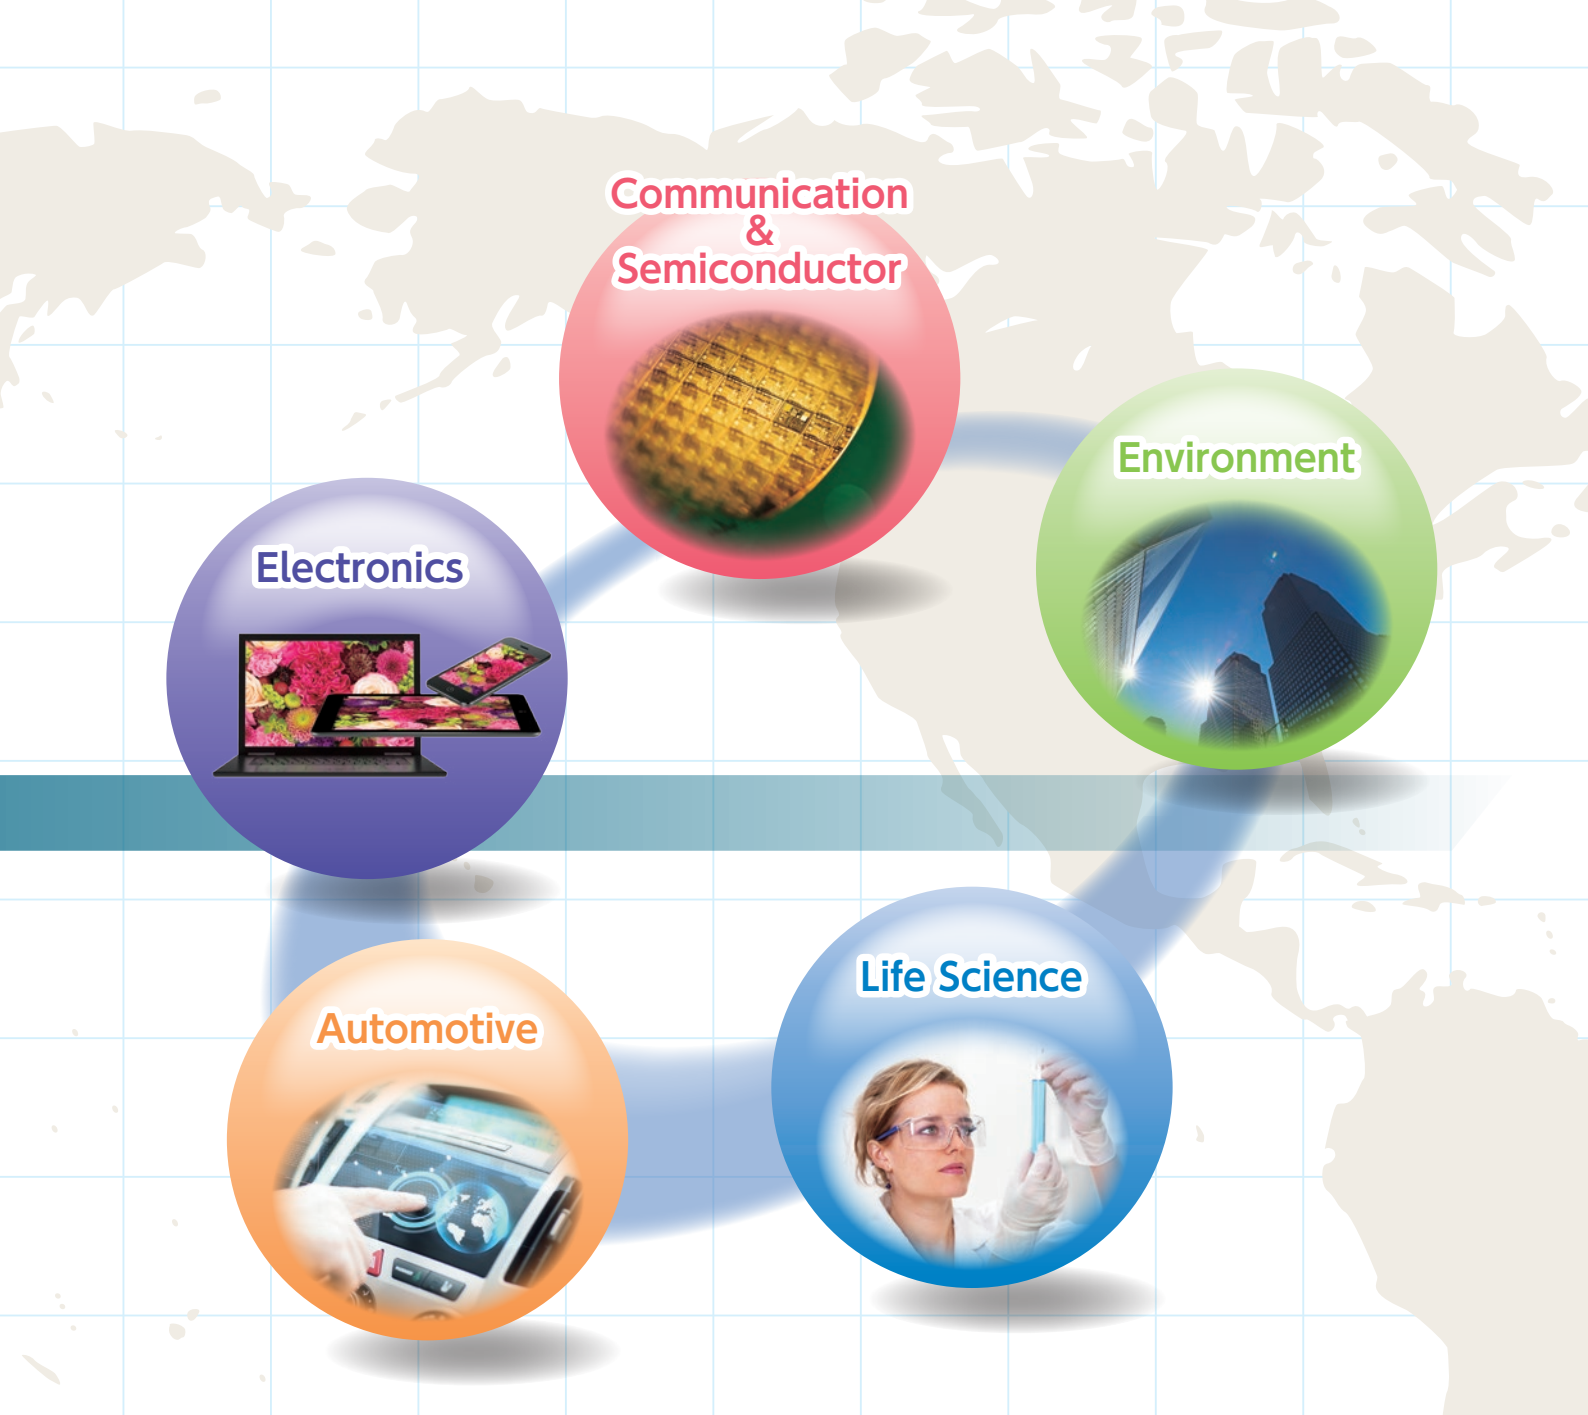 Communication
&
Semiconductor
Environment
Electronics
Life Science
Automotive